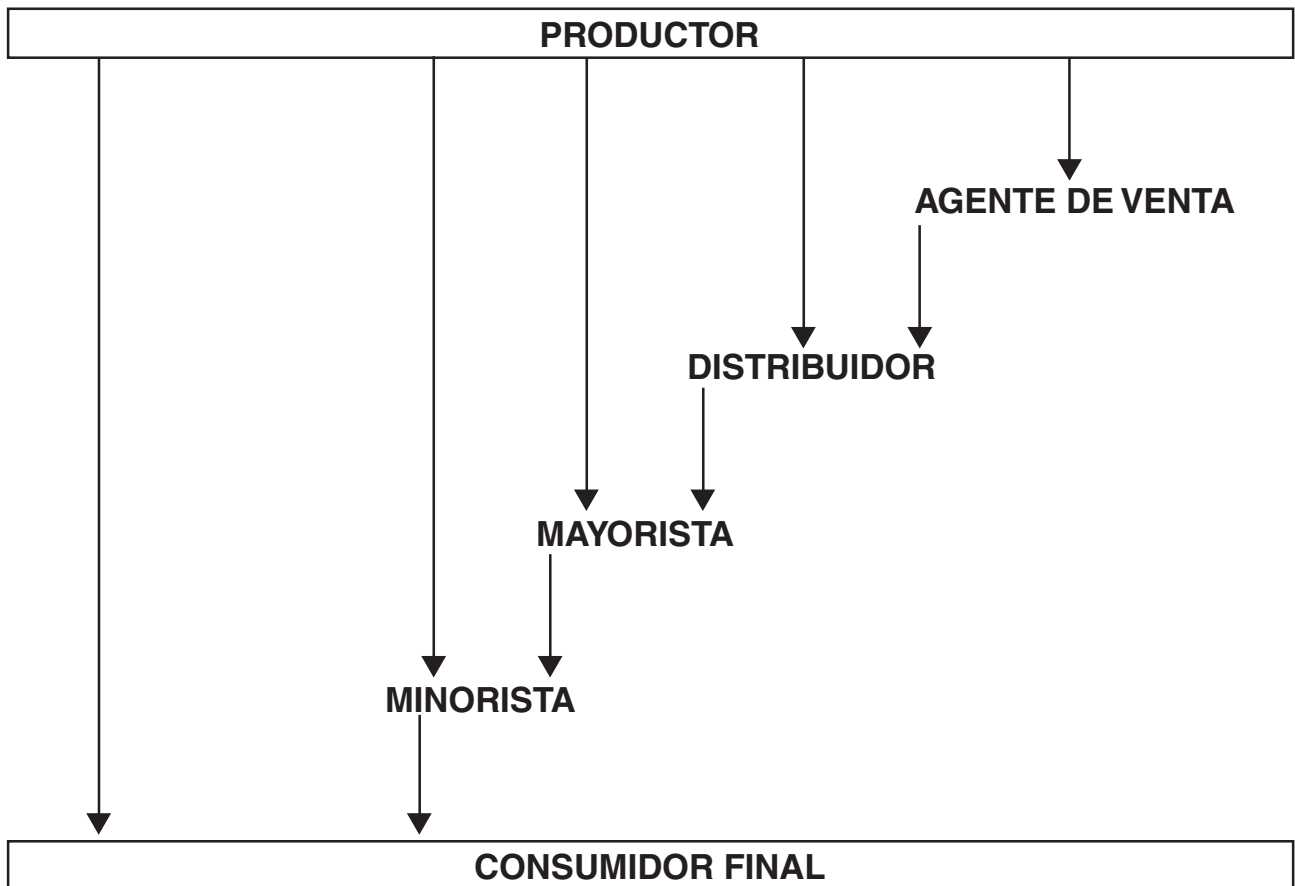 PRODUCTOR
AGENTE DE VENTA
DISTRIBUIDOR
MAYORISTA
MINORISTA
CONSUMIDOR FINAL